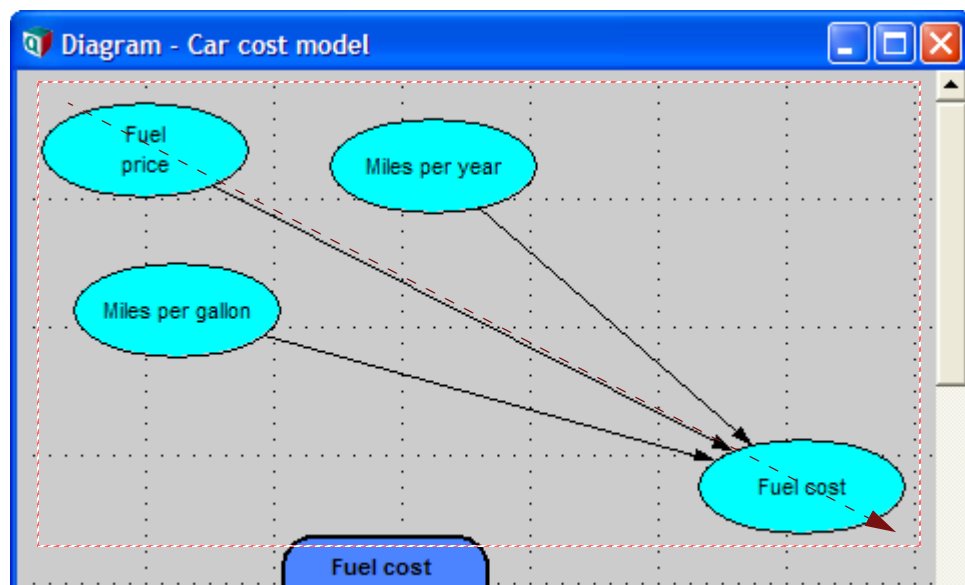 Diagram - Car cost model
Fuel
price
Miles per year
Miles per gallon
Fuel cost
Fuel cost